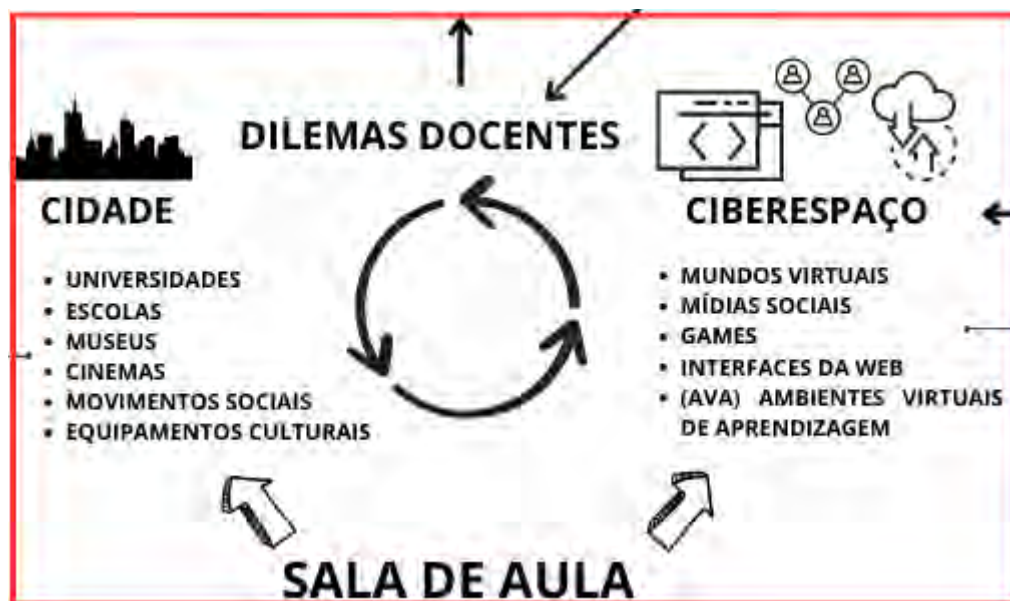 DILEMAS DOCENTES
CIDADE
• UNIVERSIDADES
• ESCOLAS
• MUSEUS
• CINEMAS
• MOVIMENTOS SOCIAIS
• EQUIPAMENTOS CULTURAIS
CIBERESPAÇO
• MUNDOS VIRTUAIS
• MÍDIAS SOCIAIS
• GAMES
• INTERFACES DA WEB
• (AVA) AMBIENTES VIRTUAIS
DE APRENDIZAGEM
SALA DE AULA